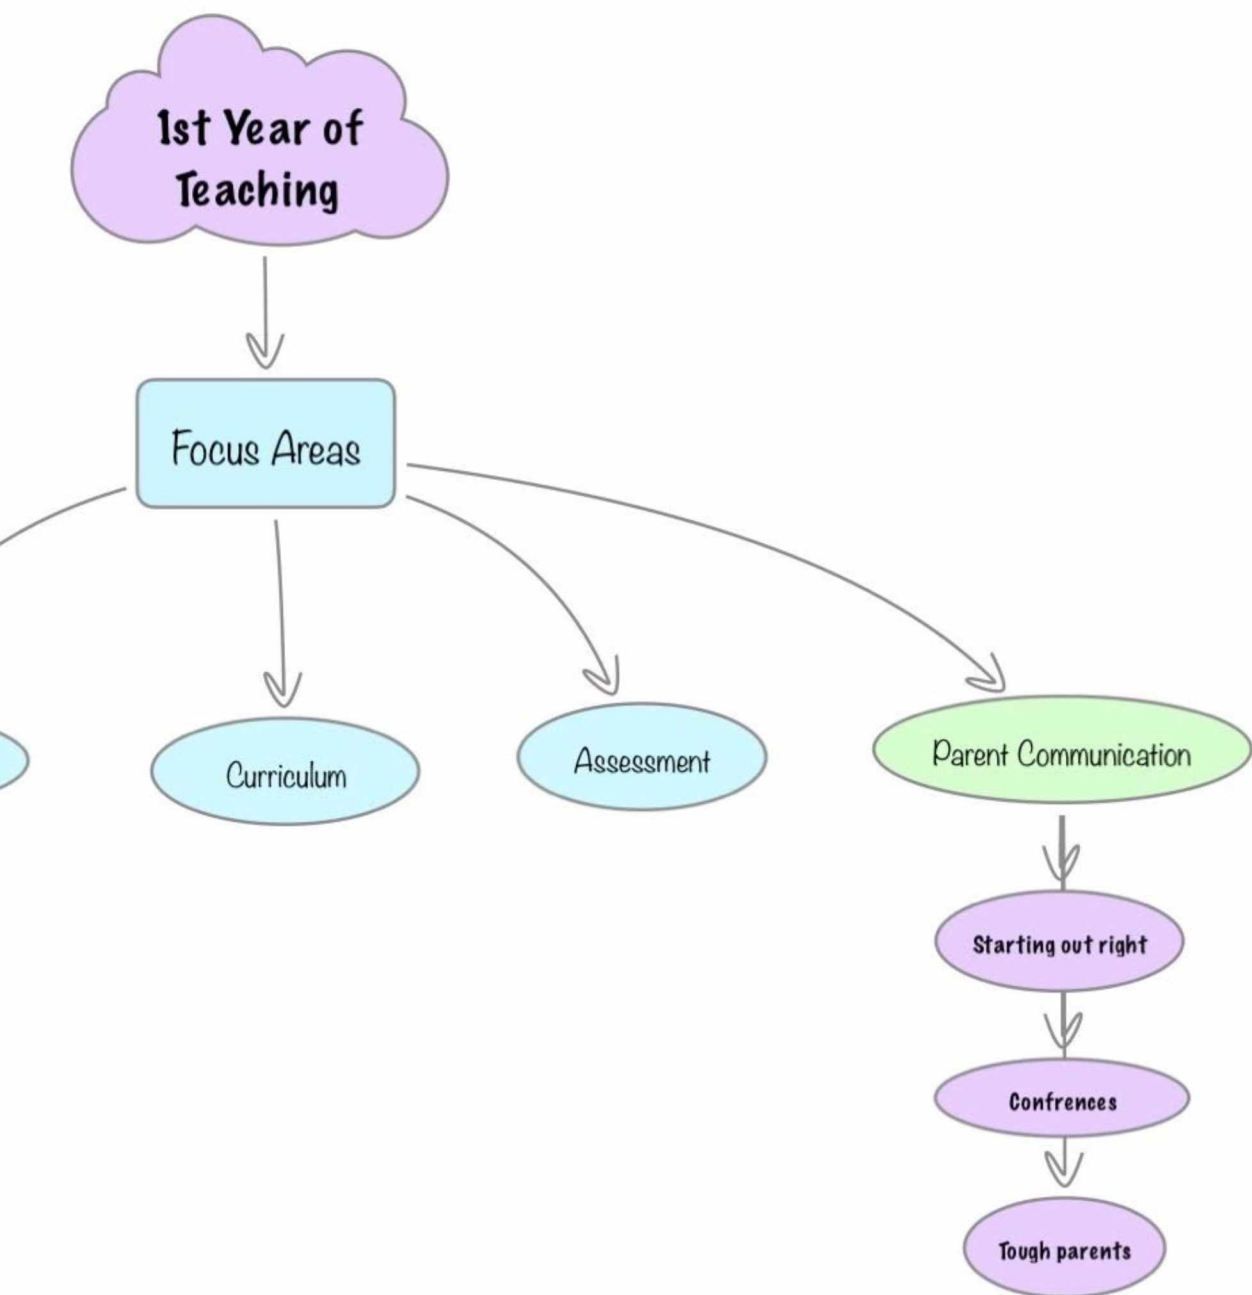 1st Year of
Teaching
Focus Areas
Curriculum
Assessment
Parent Communication
Starting out right
Confrences
Tough parents